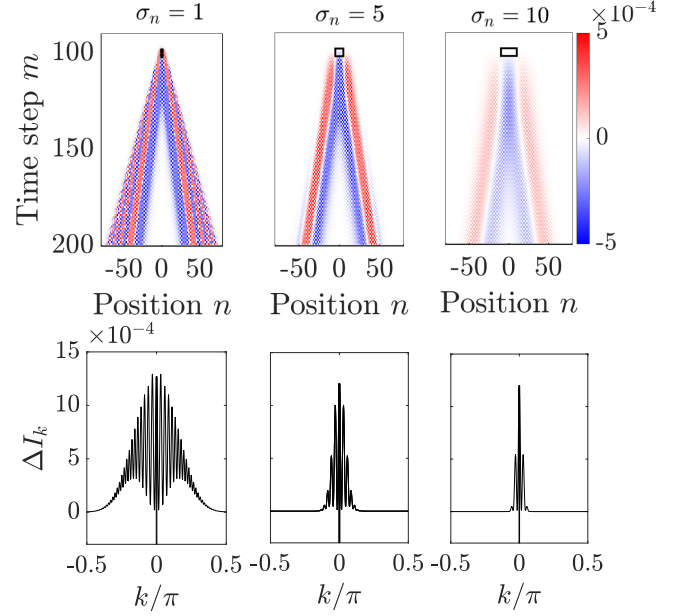 σₙ = 1
σₙ = 5
σₙ = 10
×10⁻⁴
Time step m
100
150
200
-50 0 50
-50 0 50
-50 0 50
5
0
-5
Position n
Position n
Position n
×10⁻⁴
ΔIₖ
15
10
5
0
-0.5 0 0.5
-0.5 0 0.5
-0.5 0 0.5
k/π
k/π
k/π